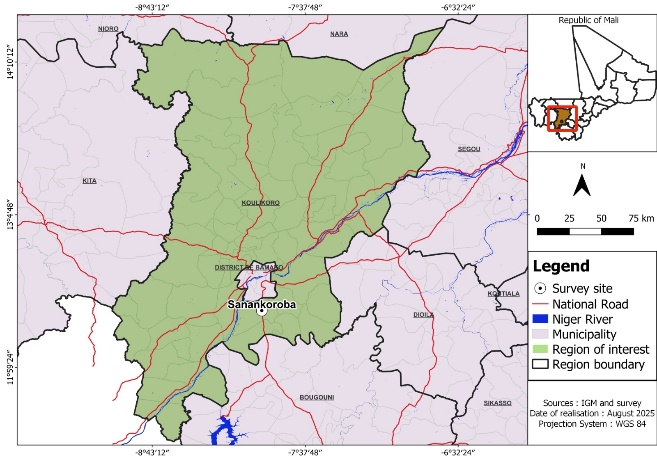 -8°43'12"
-7°37'48"
-6°32'24"
Republic of Mali
NIORO
NARA
14°10'12"
SEGOU
KITA
N
KOULIKORO
13°4'48"
0 25 50 75 km
DISTRICT DE BAMAKO
Legend
Survey site
KOUTIALA
National Road
Sanankoroba
DIOILA
Niger River
Municipality
Region of interest
11°59'24"
Region boundary
BOUGOUNI
SIKASSO
Sources : IGM and survey
Date of realisation : August 2025
Projection System : WGS 84
-8°43'12"
-7°37'48"
-6°32'24"